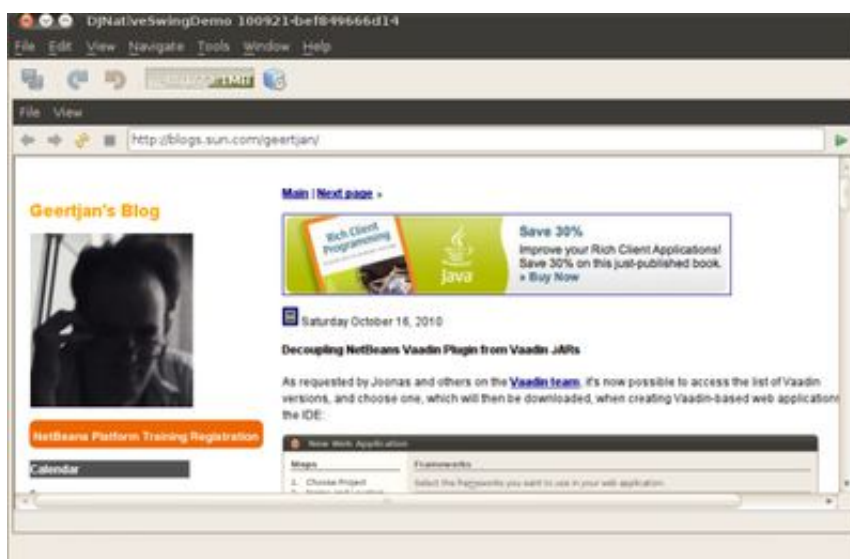 DJNativeSwingDemo 100921-bef849666d14
File Edit View Navigate Tools Window Help
File View
http://blogs.sun.com/geertjan/
Main | Next page »
Geertjan's Blog
Rich Client Programming
Java
Save 30%
Improve your Rich Client Applications!
Save 30% on this just-published book.
» Buy Now
Saturday October 16, 2010
Decoupling NetBeans Vaadin Plugin from Vaadin JARs
As requested by Joonas and others on the Vaadin team, it's now possible to access the list of Vaadin
versions, and choose one, which will then be downloaded, when creating Vaadin-based web applications
the IDE:
NetBeans Platform Training Registration
Calendar
New Web Application
Frameworks
1. Choose Project
Select the frameworks you want to use in your web application.